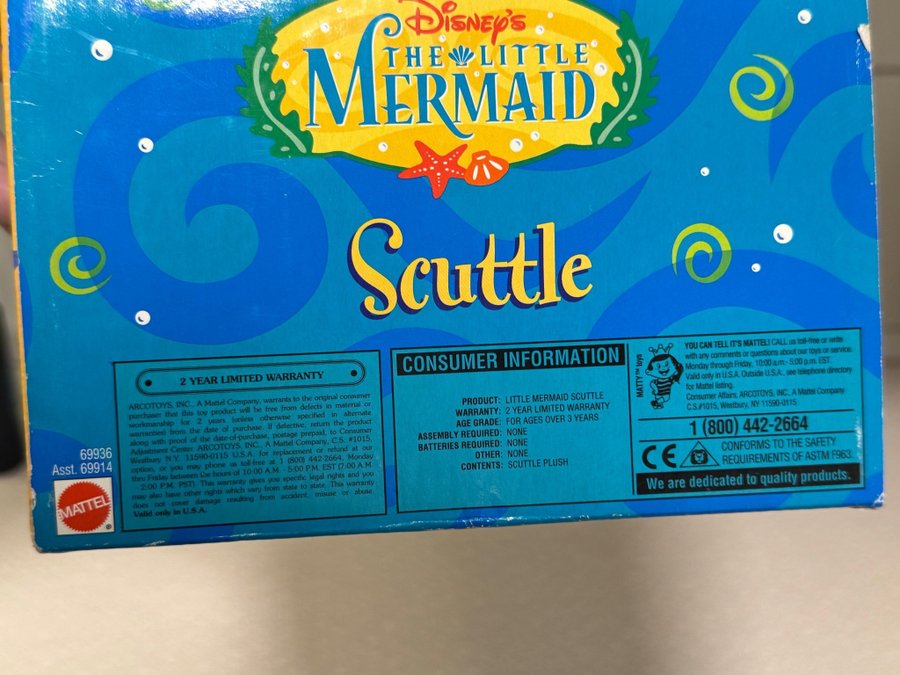 Disney's
THE LITTLE
MERMAID
Scuttle
69936
Asst. 69914
MATTEL
®
2 YEAR LIMITED WARRANTY
ARCOTOYS, INC., A Mattel Company, warrants to the original consumer
purchaser that this toy product will be free from defects in material or
workmanship for 2 years (unless otherwise specified in alternate
warranties) from the date of purchase. If defective, return the product
along with proof of the date-of-purchase, postage prepaid, to Consumer
Adjustment Center: ARCOTOYS, INC., A Mattel Company, C.S. #1015,
Westbury, N.Y. 11590-0115 U.S.A. for replacement or refund at our
option, or you may phone us toll-free at 1 (800) 442-2664, Monday
thru Friday between the hours of 10:00 A.M. - 5:00 P.M. EST (7:00 A.M.
- 2:00 P.M. PST). This warranty gives you specific legal rights and you
may also have other rights which vary from state to state. This warranty
does not cover damage resulting from accident, misuse or abuse.
Valid only in U.S.A.
CONSUMER INFORMATION
PRODUCT: LITTLE MERMAID SCUTTLE
WARRANTY: 2 YEAR LIMITED WARRANTY
AGE GRADE: FOR AGES OVER 3 YEARS
ASSEMBLY REQUIRED: NONE
BATTERIES REQUIRED: NONE
OTHER: NONE
CONTENTS: SCUTTLE PLUSH
MATTY™ toys
YOU CAN TELL IT'S MATTEL! CALL us toll-free or write
with any comments or questions about our toys or service.
Monday through Friday, 10:00 a.m.- 5:00 p.m. EST.
Valid only in U.S.A. Outside U.S.A., see telephone directory
for Mattel listing.
Consumer Affairs, ARCOTOYS, INC., A Mattel Company
C.S.#1015, Westbury, NY 11590-0115
1 (800) 442-2664
CE
CONFORMS TO THE SAFETY
REQUIREMENTS OF ASTM F963.
We are dedicated to quality products.